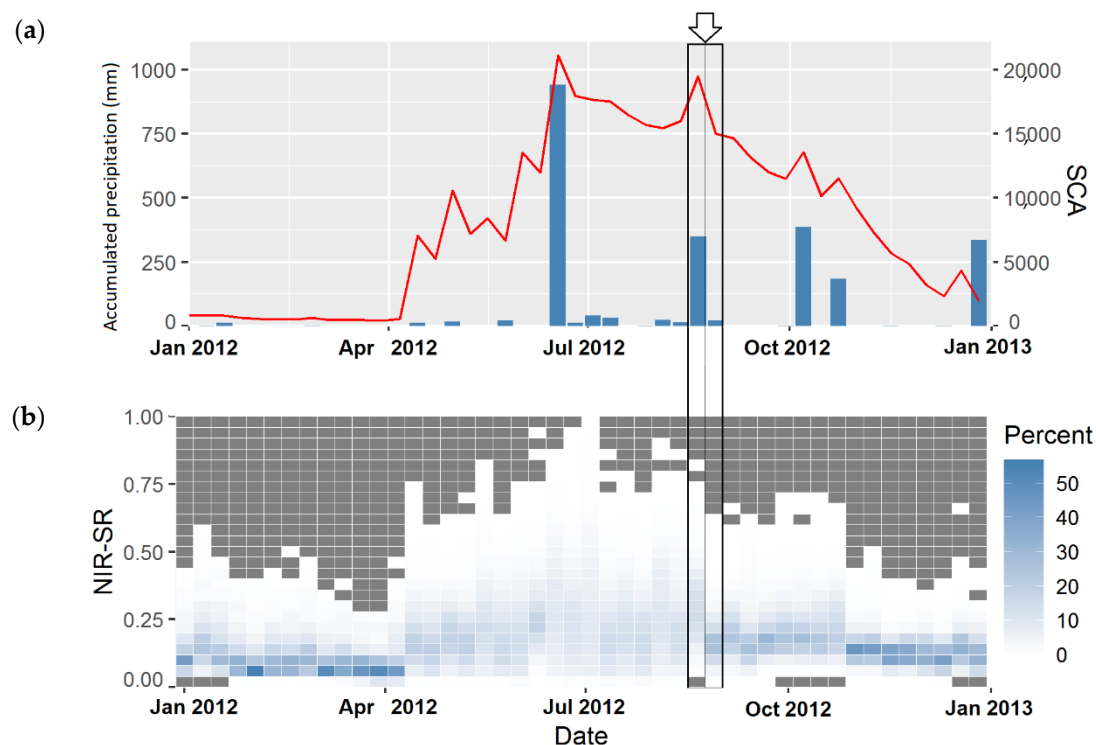 (a)
Accumulated precipitation (mm)
1000
750
500
250
0
20,000
15,000
10,000
5000
0
SCA
Jan 2012
Apr 2012
Jul 2012
Oct 2012
Jan 2013
(b)
NIR-SR
1.00
0.75
0.50
0.25
0.00
Jan 2012
Apr 2012
Jul 2012
Oct 2012
Jan 2013
Date
Percent
50
40
30
20
10
0